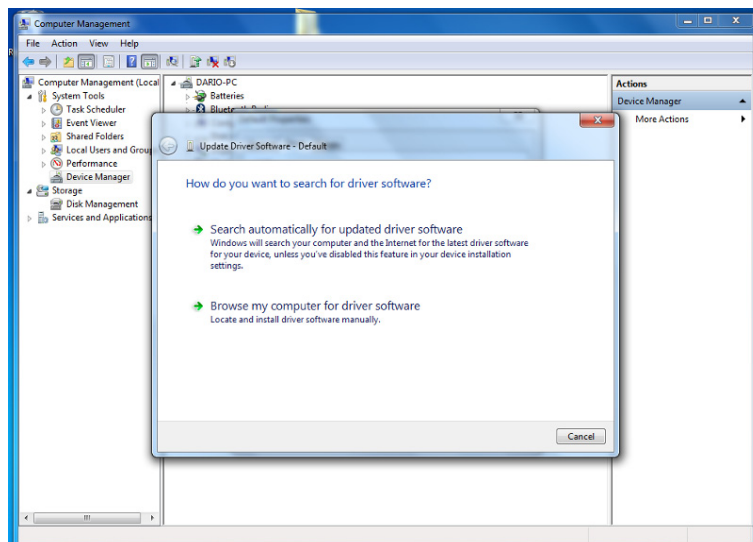 Computer Management
File Action View Help
Computer Management (Local
System Tools
Task Scheduler
Event Viewer
Shared Folders
Local Users and Group
Performance
Device Manager
Storage
Disk Management
Services and Applications
DARIO-PC
Batteries
Update Driver Software - Default
How do you want to search for driver software?
Search automatically for updated driver software
Windows will search your computer and the Internet for the latest driver software
for your device, unless you've disabled this feature in your device installation
settings.
Browse my computer for driver software
Locate and install driver software manually.
Cancel
Actions
Device Manager
More Actions